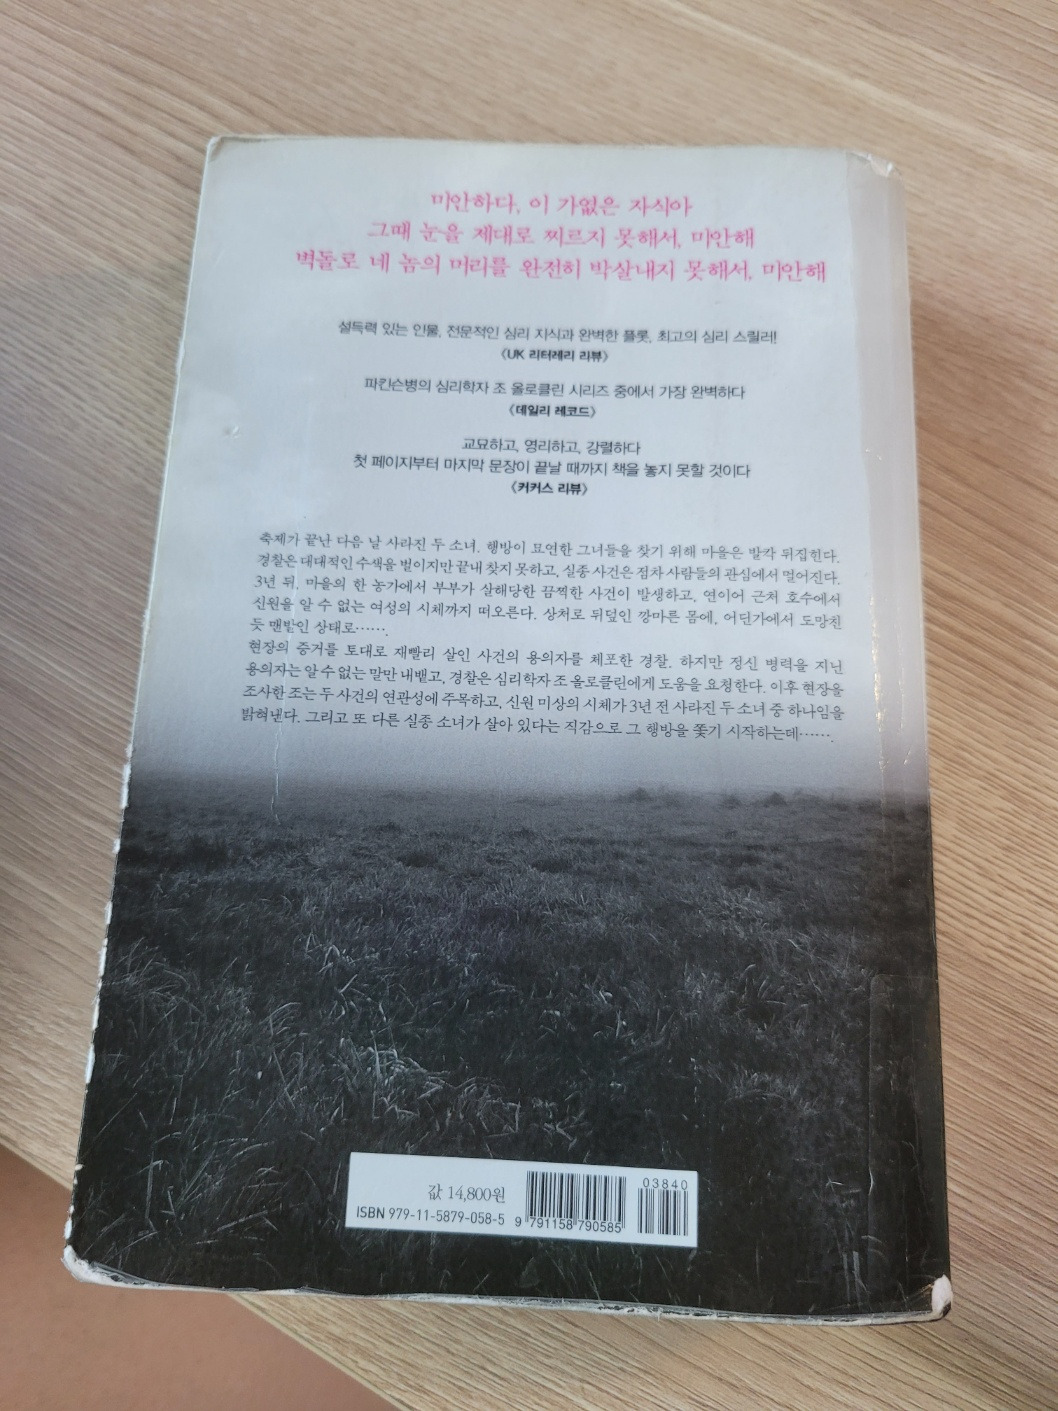 미안하다, 이 가엾은 자식아
그때 눈을 제대로 찌르지 못해서, 미안해
벽돌로 네 놈의 머리를 완전히 박살내지 못해서, 미안해
설득력 있는 인물, 전문적인 심리 지식과 완벽한 플롯, 최고의 심리 스릴러!
《UK 리터레리 리뷰》
파킨슨병의 심리학자 조 올로클린 시리즈 중에서 가장 완벽하다
《데일리 레코드》
교묘하고, 영리하고, 강렬하다
첫 페이지부터 마지막 문장이 끝날 때까지 책을 놓지 못할 것이다
《커커스 리뷰》
축제가 끝난 다음 날 사라진 두 소녀. 행방이 묘연한 그녀들을 찾기 위해 마을은 발칵 뒤집힌다.
경찰은 대대적인 수색을 벌이지만 끝내 찾지 못하고, 실종 사건은 점차 사람들의 관심에서 멀어진다.
3년 뒤, 마을의 한 농가에서 부부가 살해당한 끔찍한 사건이 발생하고, 연이어 근처 호수에서
신원을 알 수 없는 여성의 시체까지 떠오른다. 상처로 뒤덮인 깡마른 몸에, 어딘가에서 도망친
듯 맨발인 상태로…….
현장의 증거를 토대로 재빨리 살인 사건의 용의자를 체포한 경찰. 하지만 정신 병력을 지닌
용의자는 알 수 없는 말만 내뱉고, 경찰은 심리학자 조 올로클린에게 도움을 요청한다. 이후 현장을
조사한 조는 두 사건의 연관성에 주목하고, 신원 미상의 시체가 3년 전 사라진 두 소녀 중 하나임을
밝혀낸다. 그리고 또 다른 실종 소녀가 살아 있다는 직감으로 그 행방을 쫓기 시작하는데…….
값 14,800원
ISBN 979-11-5879-058-5
9 791158 790585
03840